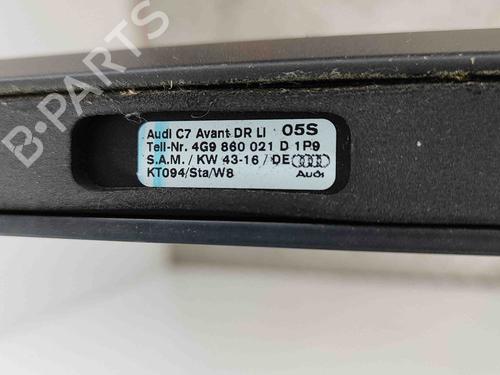 B-PARTS
Audi C7 Avant DR LI 05S
Teil-Nr. 4G9 860 021 D 1P9
S.A.M. / KW 43-16 / DE
KT094/Sta/W8 Audi